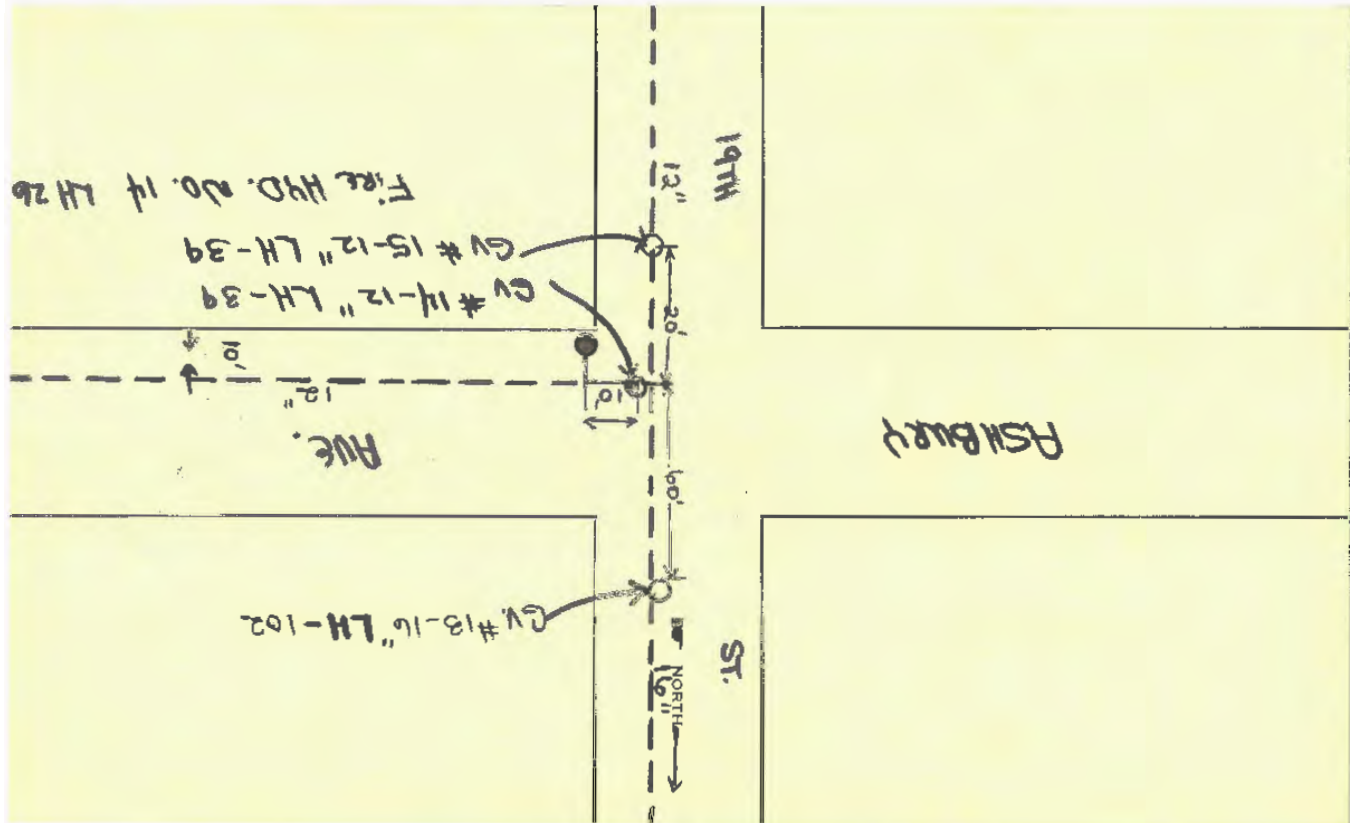 ST.
NORTH
16"
G.V. #13-16" LH-102
ASHBURY
AVE.
60'
10'
12"
10'
20'
GV #14-12" LH-39
GV #15-12" LH-39
FIRE HYD. NO. 14 LH 26
12"
19TH